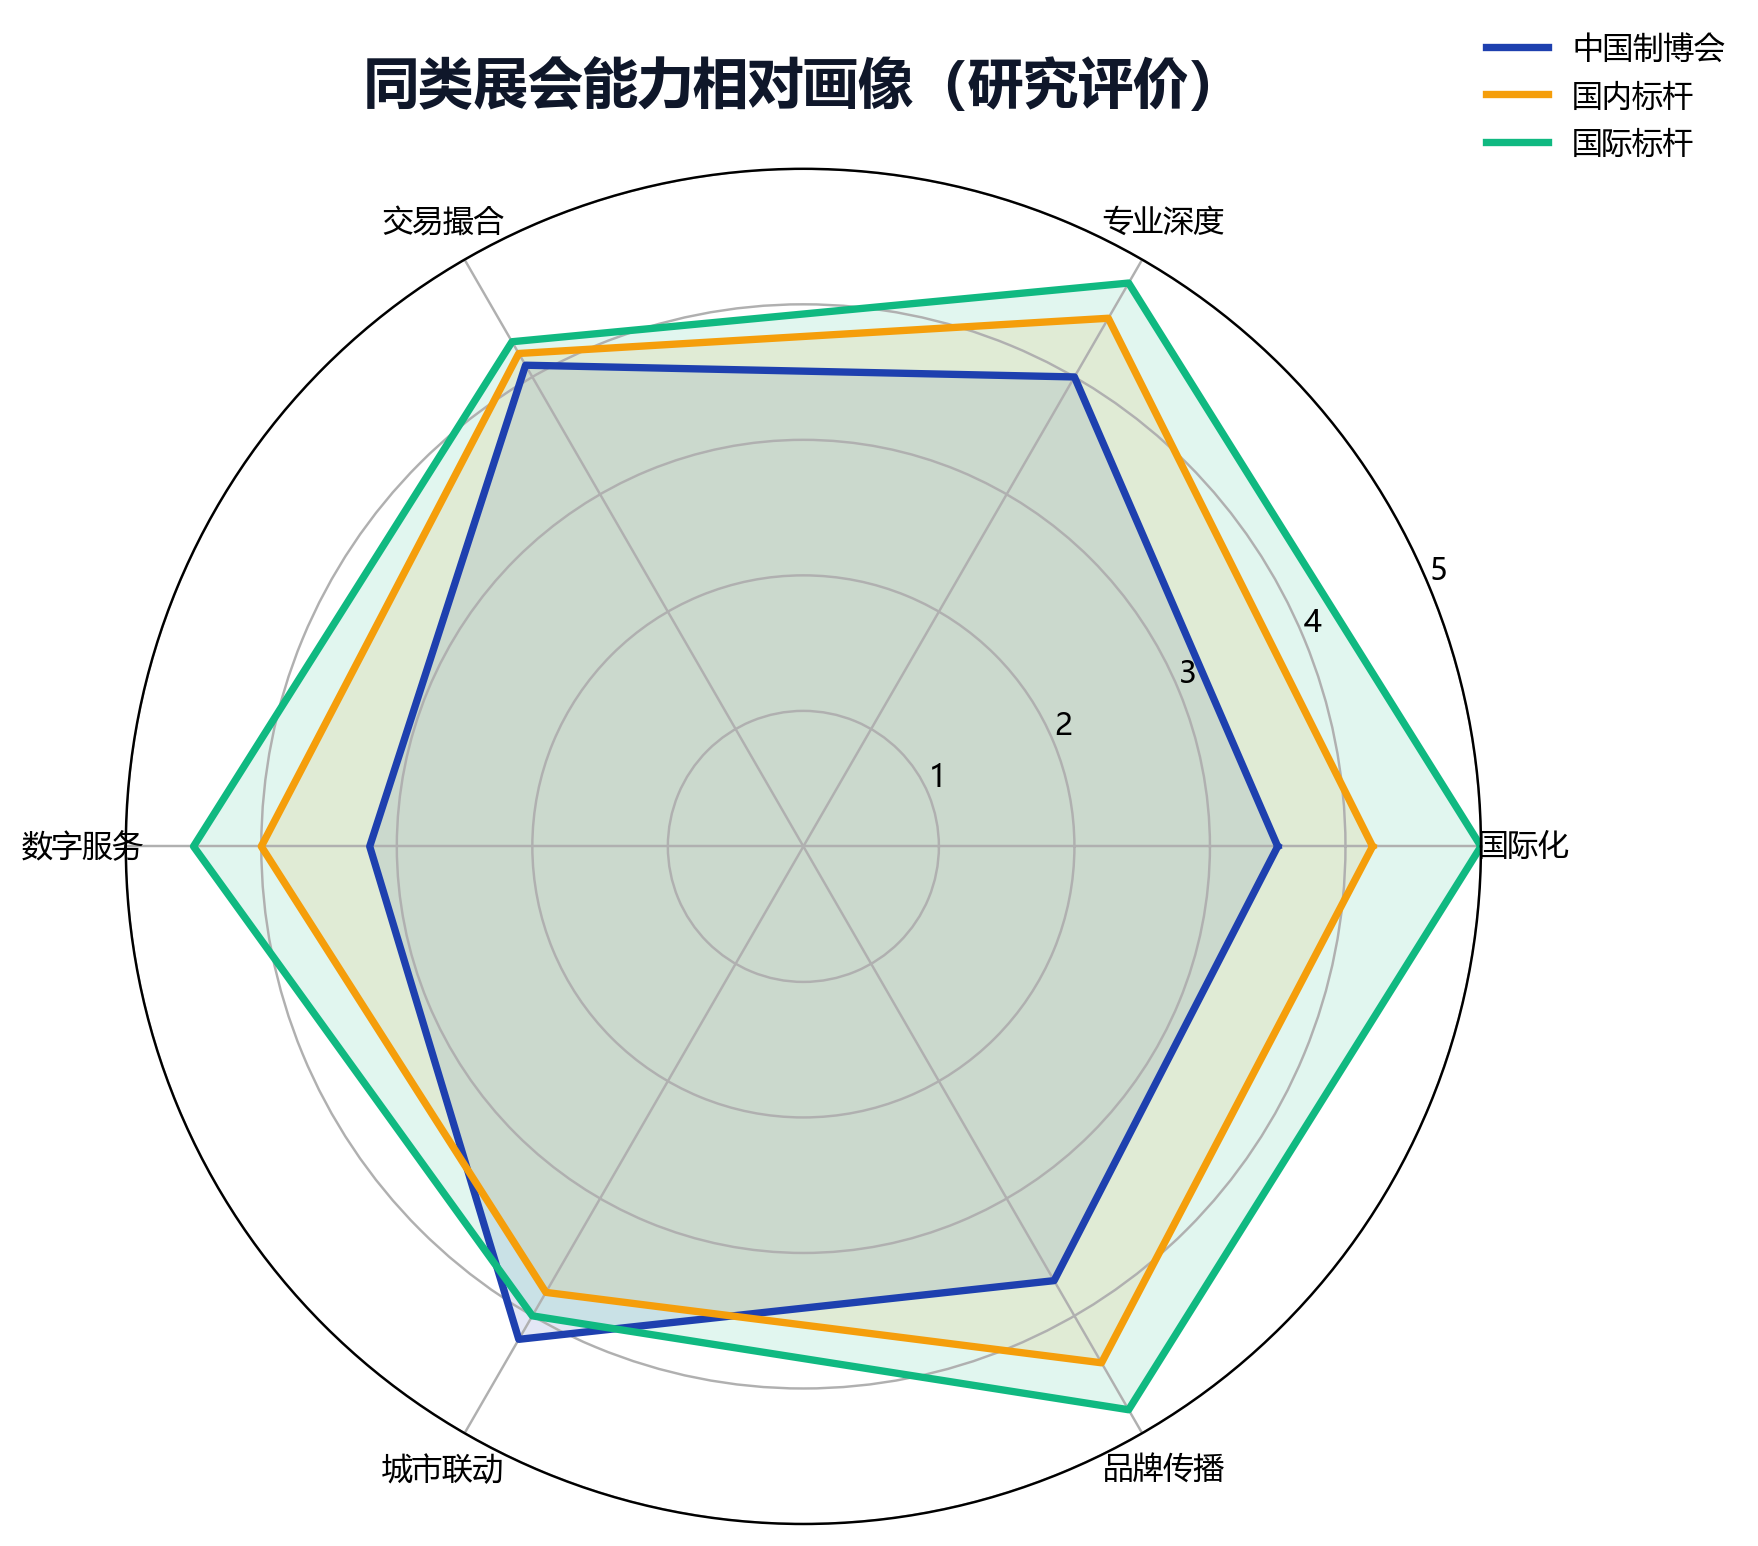 同类展会能力相对画像（研究评价）
中国制博会
国内标杆
国际标杆
交易撮合
专业深度
5
4
3
2
1
数字服务
国际化
城市联动
品牌传播